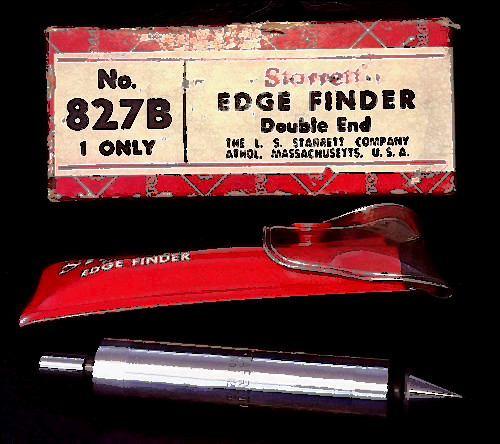 No.
827B
1 ONLY
Starrett
EDGE FINDER
Double End
THE L. S. STARRETT COMPANY
ATHOL, MASSACHUSETTS, U. S. A.
EDGE FINDER